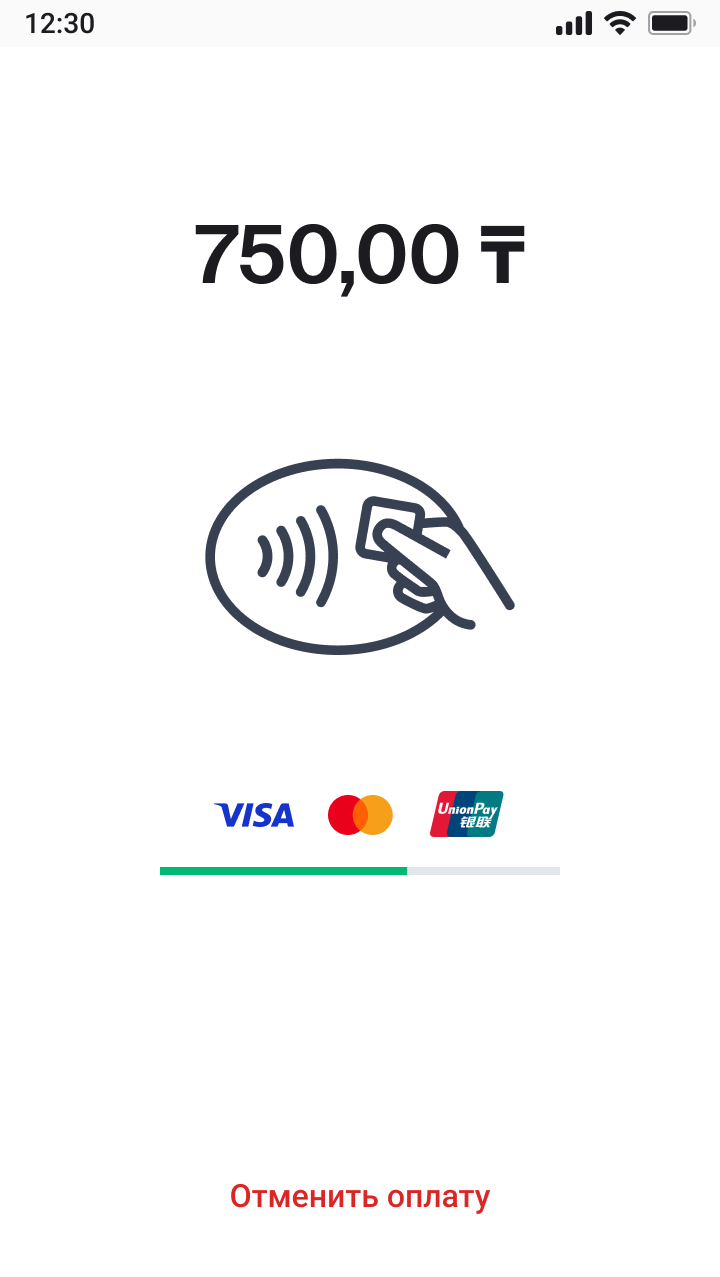 12:30
750,00 ₸
VISA
UnionPay
银联
Отменить оплату